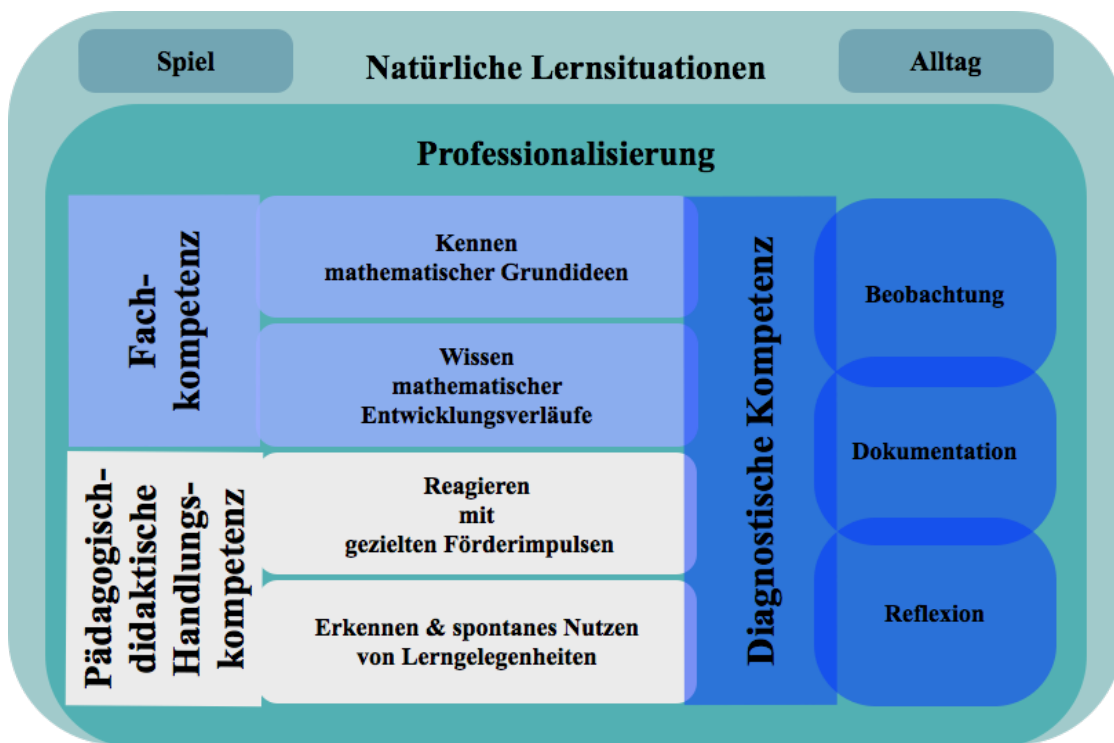 Spiel
Natürliche Lernsituationen
Alltag
Professionalisierung
Fach-
kompetenz
Kennen
mathematischer Grundideen
Wissen
mathematischer
Entwicklungsverläufe
Pädagogisch-
didaktische
Handlungs-
kompetenz
Reagieren
mit
gezielten Förderimpulsen
Erkennen & spontanes Nutzen
von Lerngelegenheiten
Diagnostische Kompetenz
Beobachtung
Dokumentation
Reflexion